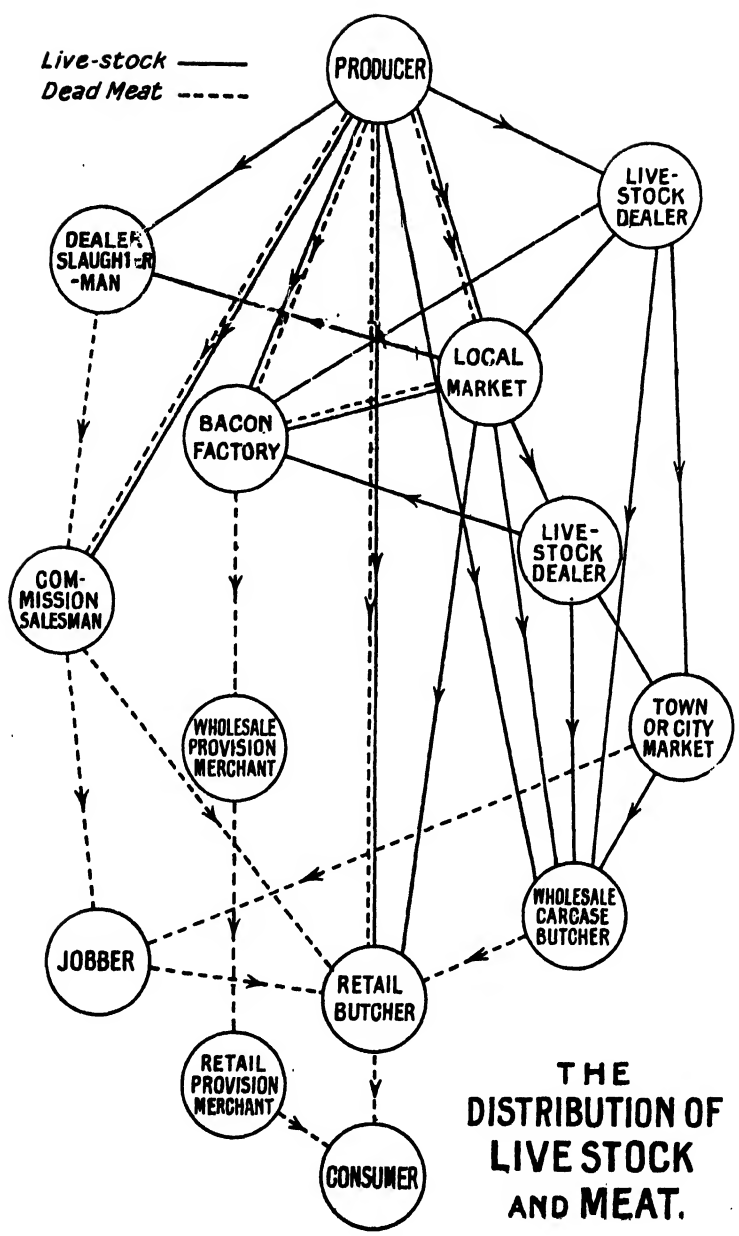 Live-stock
Dead Meat
PRODUCER
LIVE-
STOCK
DEALER
DEALER
SLAUGHTER
-MAN
LOCAL
MARKET
BACON
FACTORY
LIVE-
STOCK
DEALER
COM-
MISSION
SALESMAN
TOWN
OR CITY
MARKET
WHOLESALE
PROVISION
MERCHANT
WHOLESALE
CARCASE
BUTCHER
JOBBER
RETAIL
BUTCHER
RETAIL
PROVISION
MERCHANT
CONSUMER
THE
DISTRIBUTION OF
LIVE STOCK
AND MEAT.